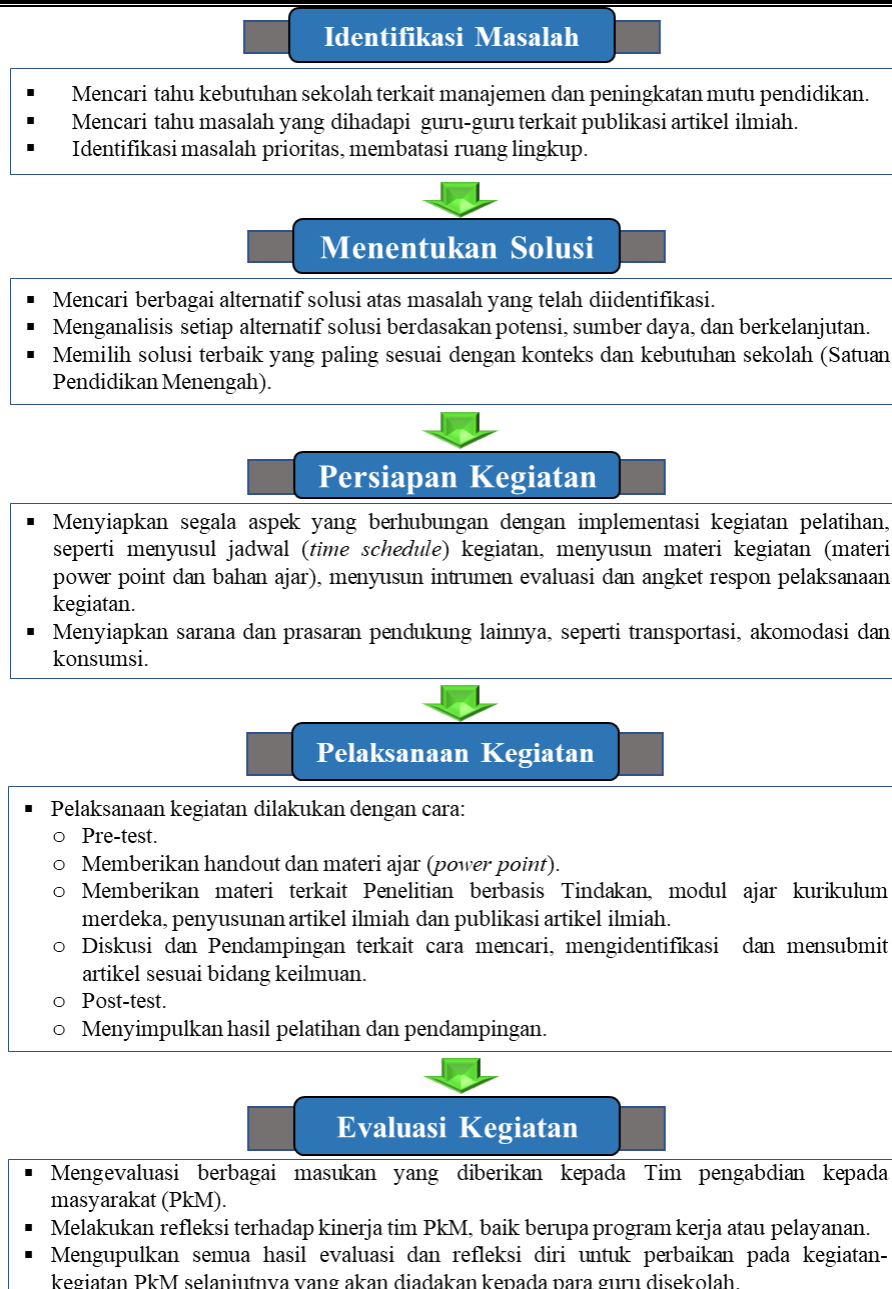 Identifikasi Masalah
▪ Mencari tahu kebutuhan sekolah terkait manajemen dan peningkatan mutu pendidikan.
▪ Mencari tahu masalah yang dihadapi guru-guru terkait publikasi artikel ilmiah.
▪ Identifikasi masalah prioritas, membatasi ruang lingkup.
Menentukan Solusi
▪ Mencari berbagai alternatif solusi atas masalah yang telah diidentifikasi.
▪ Menganalisis setiap alternatif solusi berdasakan potensi, sumber daya, dan berkelanjutan.
▪ Memilih solusi terbaik yang paling sesuai dengan konteks dan kebutuhan sekolah (Satuan
Pendidikan Menengah).
Persiapan Kegiatan
▪ Menyiapkan segala aspek yang berhubungan dengan implementasi kegiatan pelatihan,
seperti menyusul jadwal (time schedule) kegiatan, menyusun materi kegiatan (materi
power point dan bahan ajar), menyusun intrumen evaluasi dan angket respon pelaksanaan
kegiatan.
▪ Menyiapkan sarana dan prasaran pendukung lainnya, seperti transportasi, akomodasi dan
konsumsi.
Pelaksanaan Kegiatan
▪ Pelaksanaan kegiatan dilakukan dengan cara:
○ Pre-test.
○ Memberikan handout dan materi ajar (power point).
○ Memberikan materi terkait Penelitian berbasis Tindakan, modul ajar kurikulum
merdeka, penyusunan artikel ilmiah dan publikasi artikel ilmiah.
○ Diskusi dan Pendampingan terkait cara mencari, mengidentifikasi dan mensubmit
artikel sesuai bidang keilmuan.
○ Post-test.
○ Menyimpulkan hasil pelatihan dan pendampingan.
Evaluasi Kegiatan
▪ Mengevaluasi berbagai masukan yang diberikan kepada Tim pengabdian kepada
masyarakat (PkM).
▪ Melakukan refleksi terhadap kinerja tim PkM, baik berupa program kerja atau pelayanan.
▪ Mengupulkan semua hasil evaluasi dan refleksi diri untuk perbaikan pada kegiatan-
kegiatan PkM selanjutnya yang akan diadakan kepada para guru disekolah.